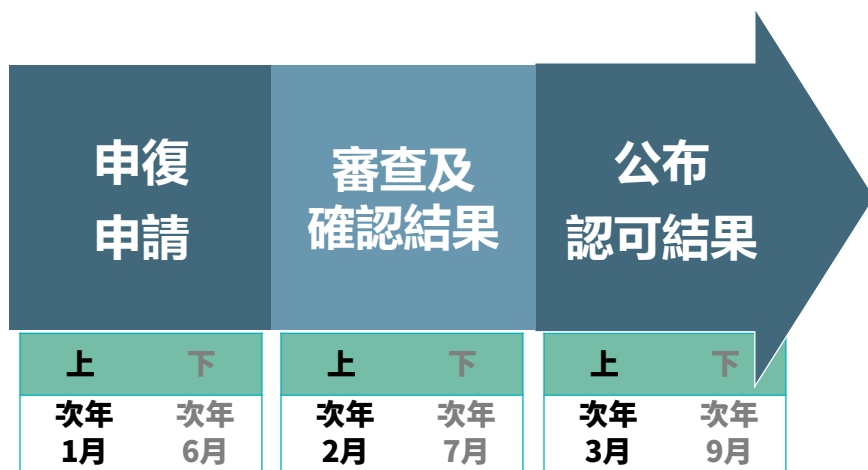 申復
申請
審查及
確認結果
公布
認可結果
上 下
次年 次年
1月 6月
上 下
次年 次年
2月 7月
上 下
次年 次年
3月 9月